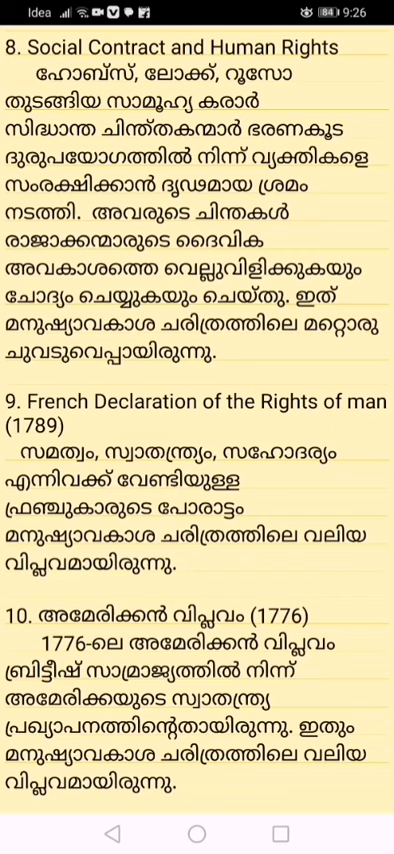 Idea 84 9:26
8. Social Contract and Human Rights
ഹോബ്സ്, ലോക്ക്, റൂസോ
തുടങ്ങിയ സാമൂഹ്യ കരാർ
സിദ്ധാന്ത ചിന്ത്തകന്മാർ ഭരണകൂട
ദുരുപയോഗത്തിൽ നിന്ന് വ്യക്തികളെ
സംരക്ഷിക്കാൻ ദൃഢമായ ശ്രമം
നടത്തി. അവരുടെ ചിന്തകൾ
രാജാക്കന്മാരുടെ ദൈവിക
അവകാശത്തെ വെല്ലുവിളിക്കുകയും
ചോദ്യം ചെയ്യുകയും ചെയ്തു. ഇത്
മനുഷ്യാവകാശ ചരിത്രത്തിലെ മറ്റൊരു
ചുവടുവെപ്പായിരുന്നു.
9. French Declaration of the Rights of man
(1789)
സമത്വം, സ്വാതന്ത്ര്യം, സഹോദര്യം
എന്നിവക്ക് വേണ്ടിയുള്ള
ഫ്രഞ്ചുകാരുടെ പോരാട്ടം
മനുഷ്യാവകാശ ചരിത്രത്തിലെ വലിയ
വിപ്ലവമായിരുന്നു.
10. അമേരിക്കൻ വിപ്ലവം (1776)
1776-ലെ അമേരിക്കൻ വിപ്ലവം
ബ്രിട്ടീഷ് സാമ്രാജ്യത്തിൽ നിന്ന്
അമേരിക്കയുടെ സ്വാതന്ത്ര്യ
പ്രഖ്യാപനത്തിന്റെതായിരുന്നു. ഇതും
മനുഷ്യാവകാശ ചരിത്രത്തിലെ വലിയ
വിപ്ലവമായിരുന്നു.